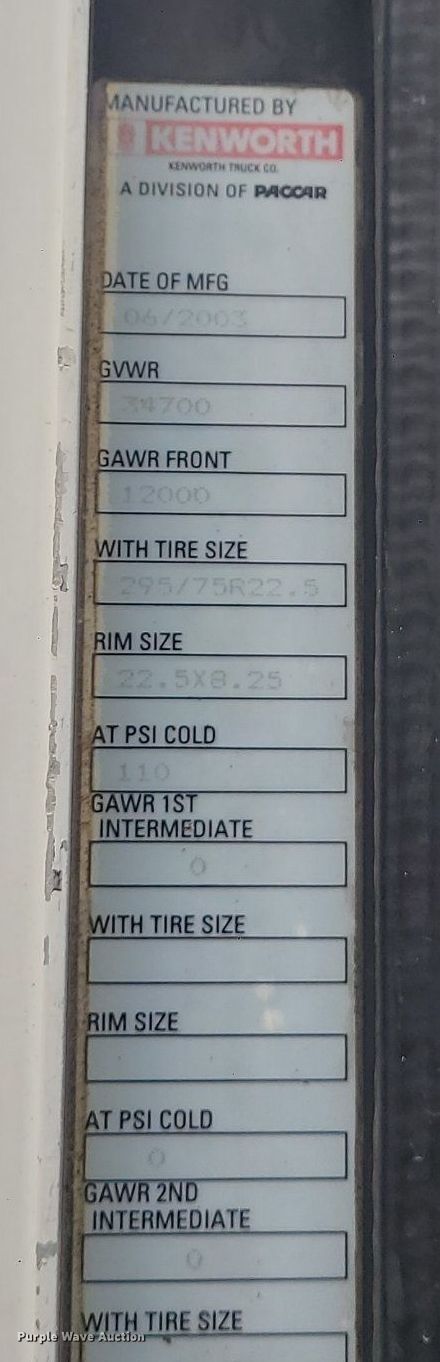 MANUFACTURED BY
KENWORTH
KENWORTH TRUCK CO.
A DIVISION OF PACCAR
DATE OF MFG
06/2003
GVWR
34700
GAWR FRONT
12000
WITH TIRE SIZE
295/75R22.5
RIM SIZE
22.5X8.25
AT PSI COLD
110
GAWR 1ST
INTERMEDIATE
0
WITH TIRE SIZE
RIM SIZE
AT PSI COLD
0
GAWR 2ND
INTERMEDIATE
0
WITH TIRE SIZE
Purple Wave Auction